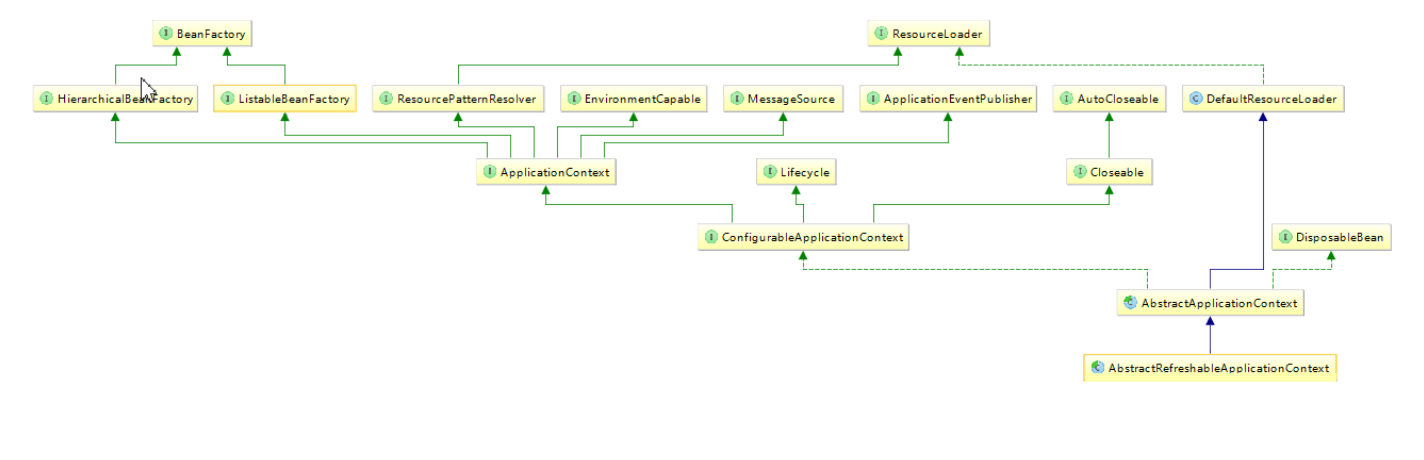 BeanFactory
ResourceLoader
HierarchicalBeanFactory
ListableBeanFactory
ResourcePatternResolver
EnvironmentCapable
MessageSource
ApplicationEventPublisher
AutoCloseable
DefaultResourceLoader
ApplicationContext
Lifecycle
Closeable
ConfigurableApplicationContext
DisposableBean
AbstractApplicationContext
AbstractRefreshableApplicationContext